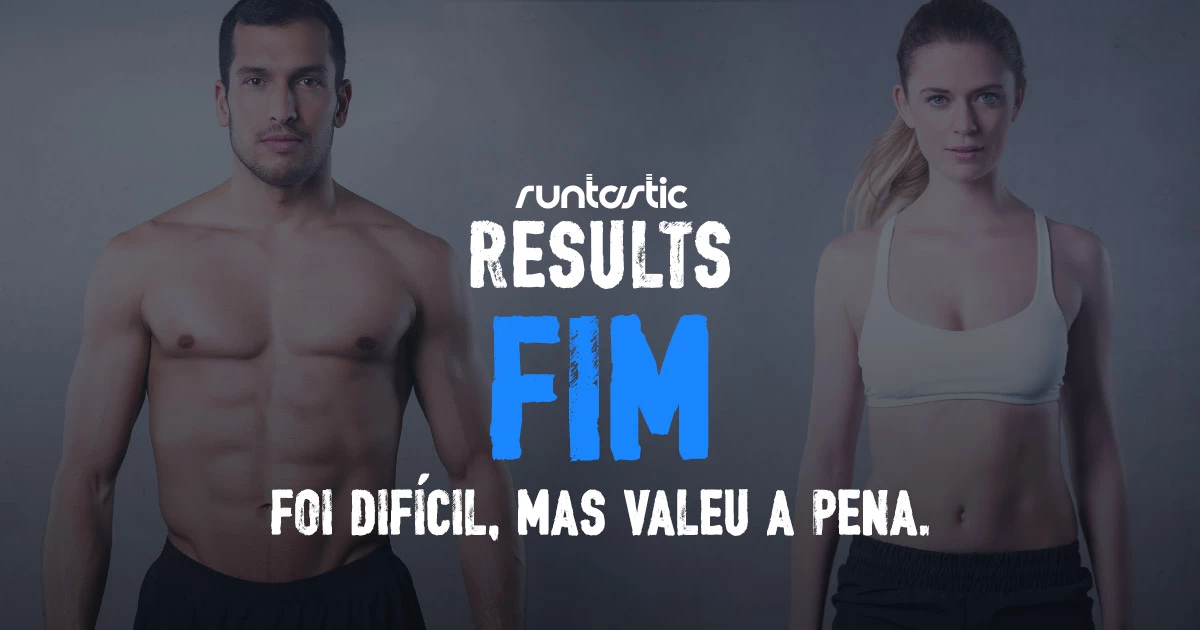 runtastic
RESULTS
FIM
FOI DIFÍCIL, MAS VALEU A PENA.